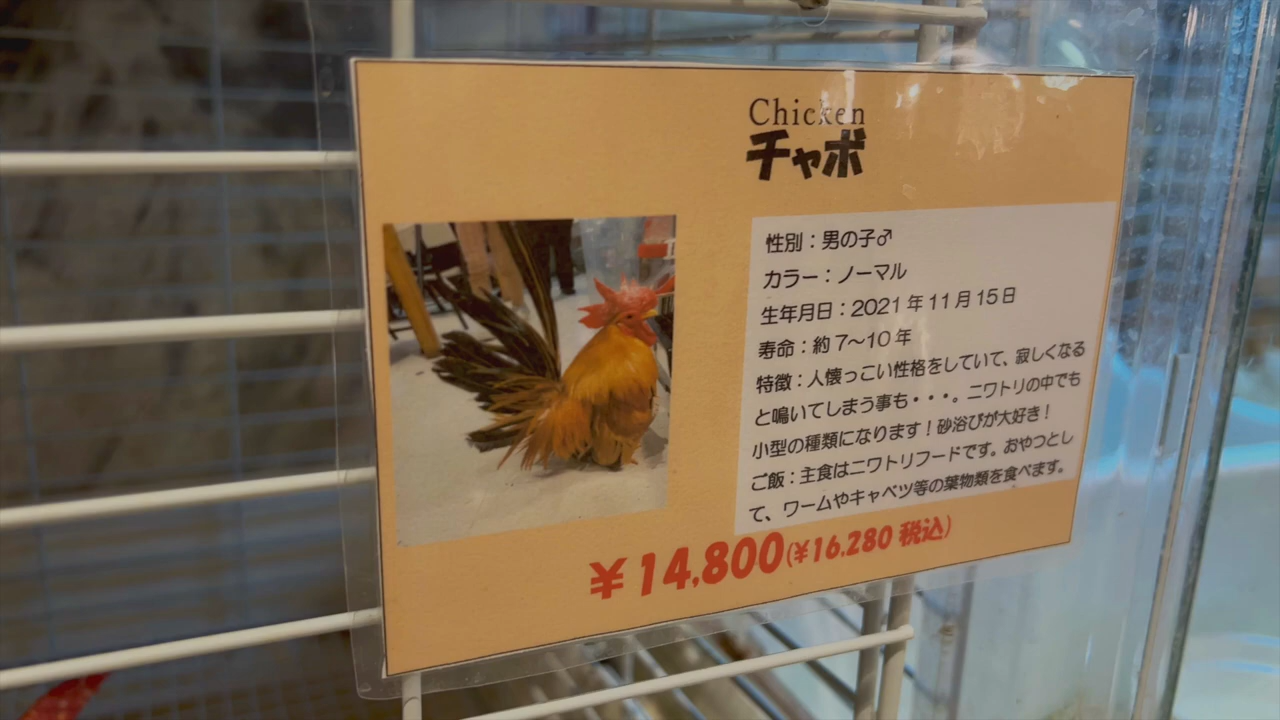 Chicken
チャボ
性別：男の子♂
カラー：ノーマル
生年月日：2021年11月15日
寿命：約7～10年
特徴：人懐っこい性格をしていて、寂しくなる
と鳴いてしまう事も・・・。ニワトリの中でも
小型の種類になります！砂浴びが大好き！
ご飯：主食はニワトリフードです。おやつとし
て、ワームやキャベツ等の葉物類を食べます。
￥14,800(￥16,280 税込)